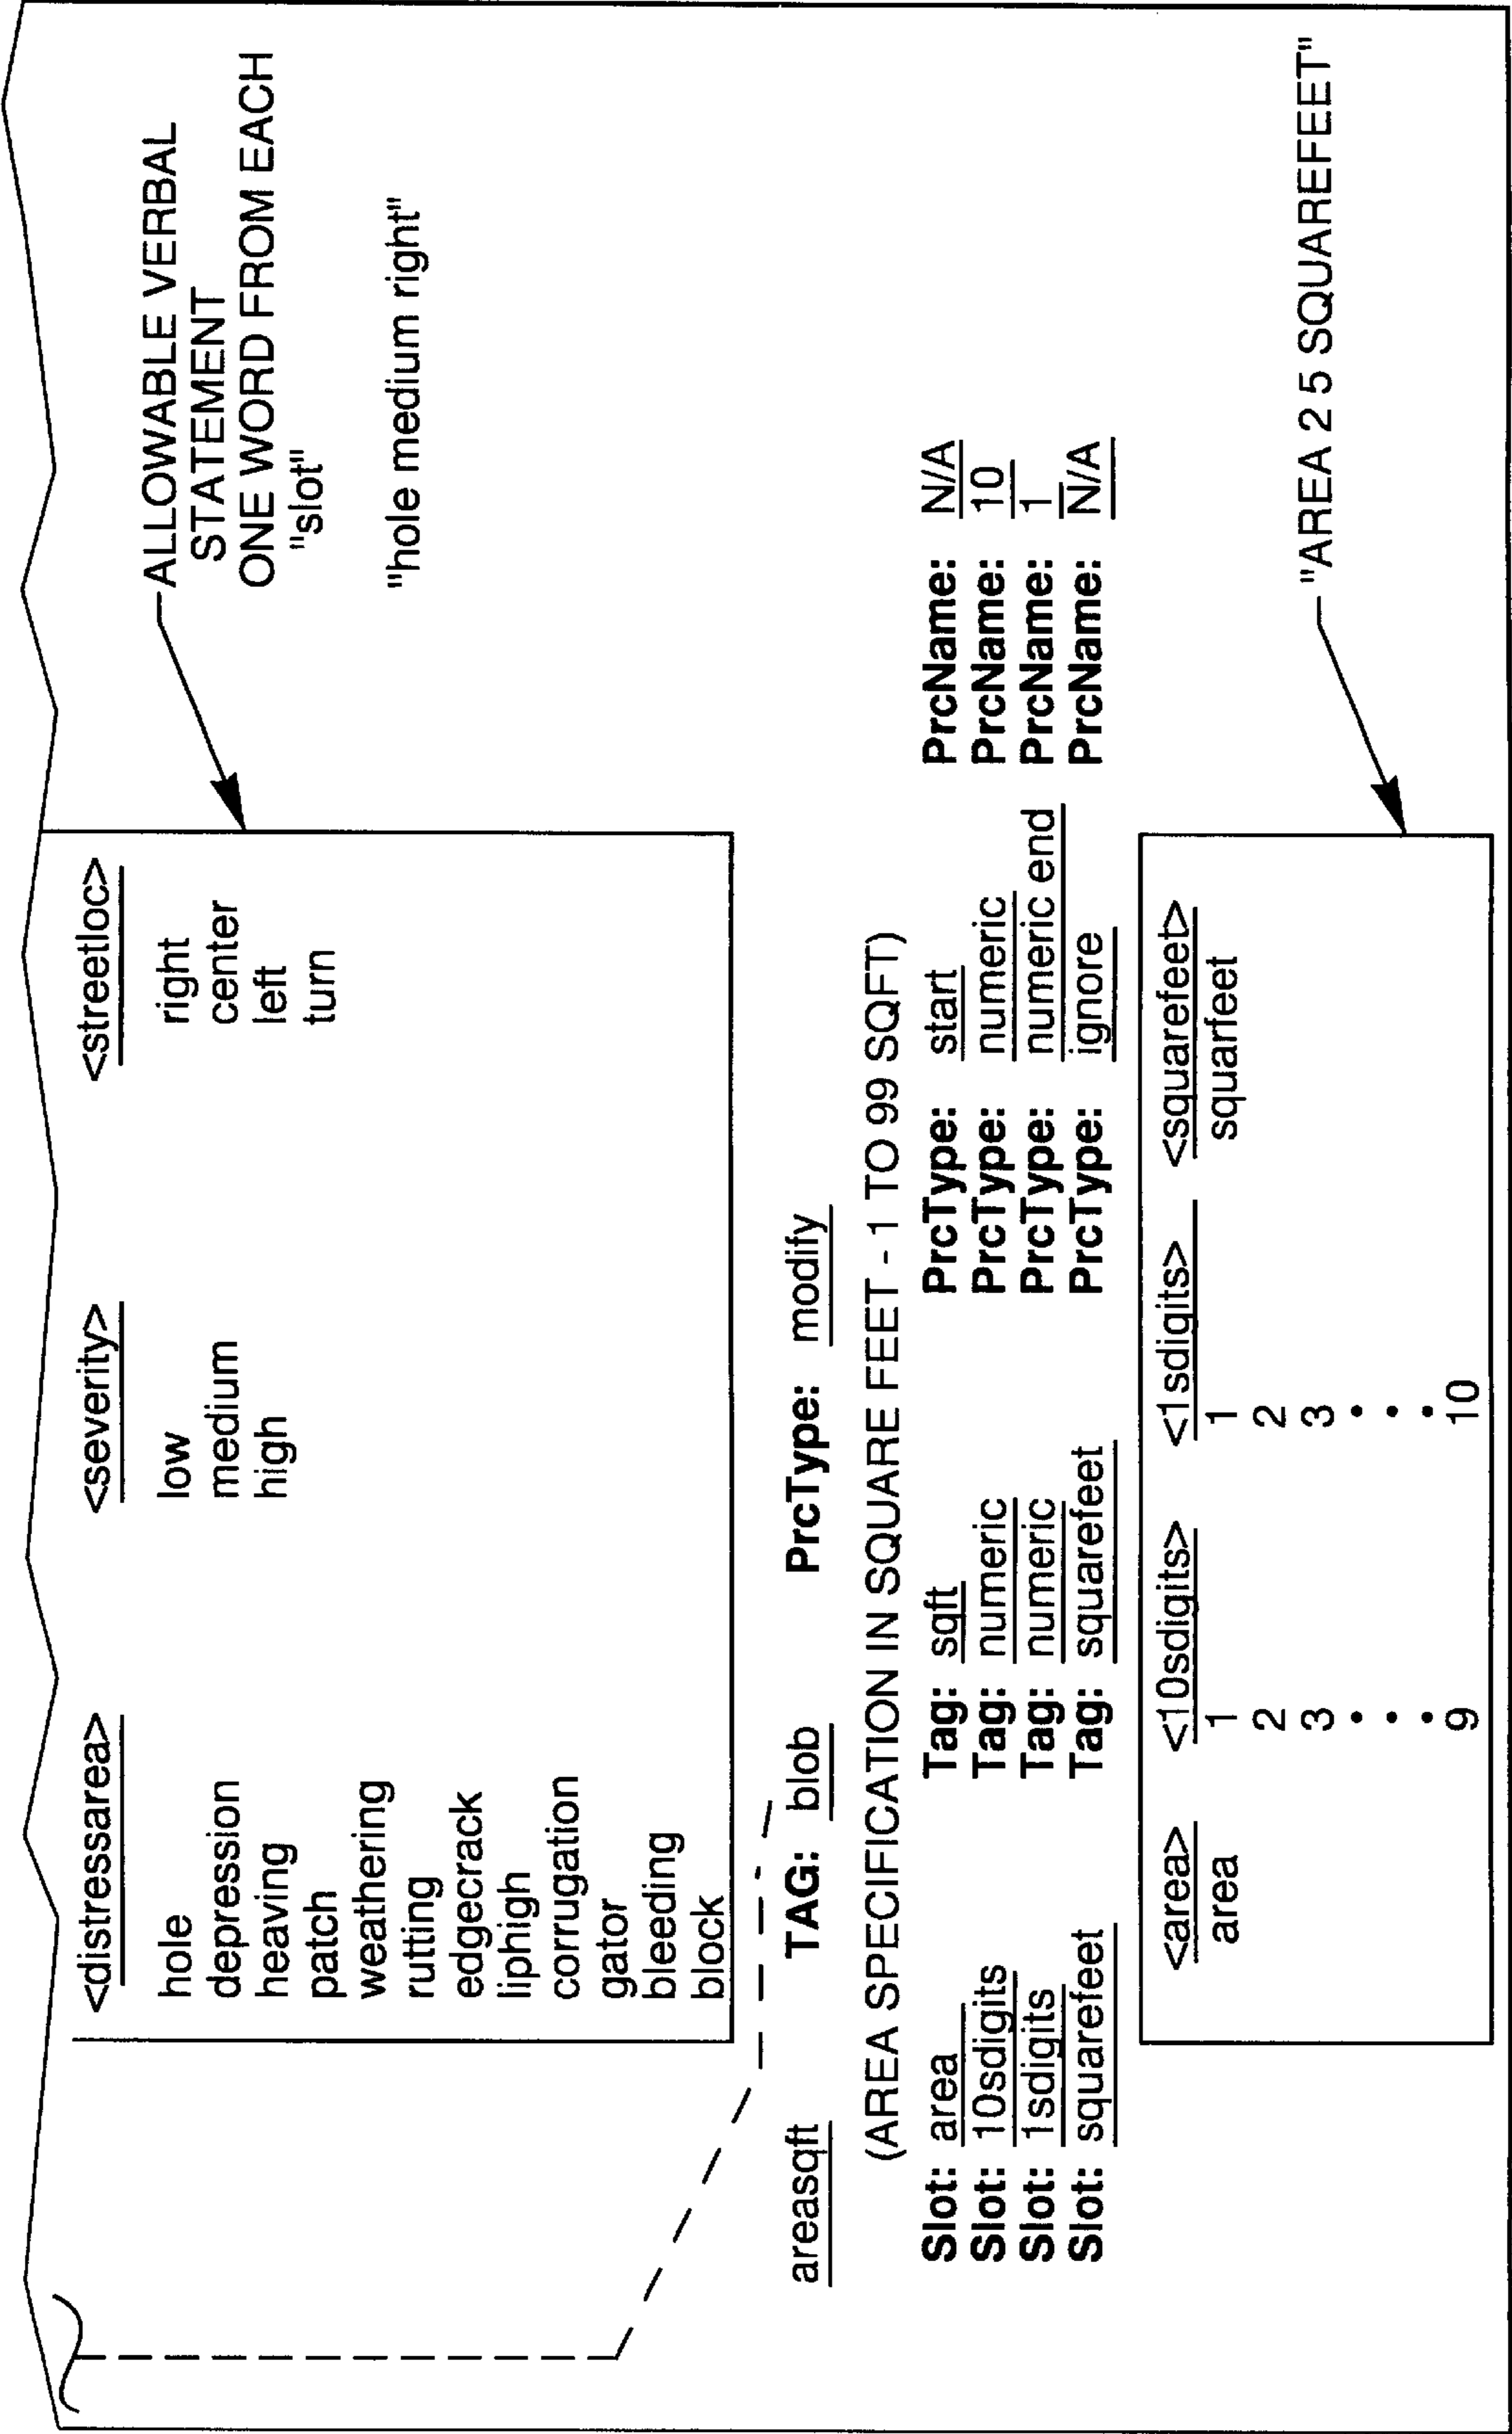 <distressarea> <severity> <streetloc>
hole low right
depression medium center
heaving high left
patch turn
weathering
rutting
edgecrack
liphigh
corrugation
gator
bleeding
block
ALLOWABLE VERBAL
STATEMENT
ONE WORD FROM EACH
"slot"
"hole medium right"
areasqft TAG: blob PrcType: modify
(AREA SPECIFICATION IN SQUARE FEET - 1 TO 99 SQFT)
Slot: area Tag: sqft PrcType: start PrcName: N/A
Slot: 10sdigits Tag: numeric PrcType: numeric PrcName: 10
Slot: 1sdigits Tag: numeric PrcType: numeric end PrcName: 1
Slot: squarefeet Tag: squarefeet PrcType: ignore PrcName: N/A
<area> <10sdigits> <1sdigits> <squarefeet>
area 1 1 squarfeet
2 2
3 3
• •
• •
• •
9 10
"AREA 2 5 SQUAREFEET"